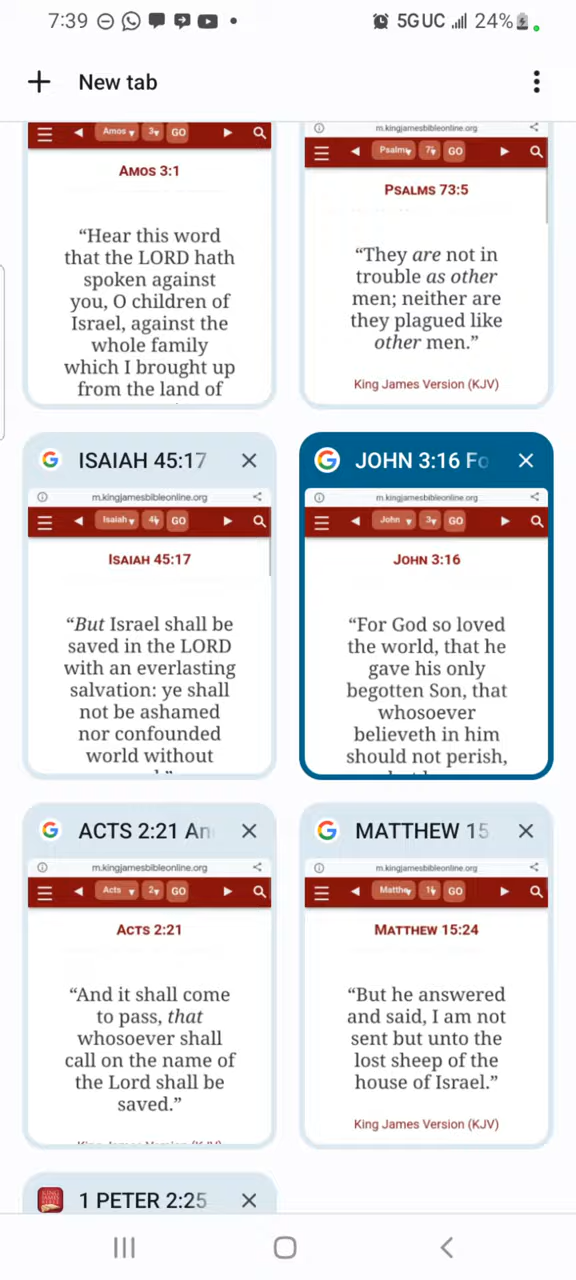 7:39 5G UC 24%
+ New tab
Amos 3 GO
AMOS 3:1
“Hear this word
that the LORD hath
spoken against
you, O children of
Israel, against the
whole family
which I brought up
from the land of
m.kingjamesbibleonline.org
Psalm GO
PSALMS 73:5
“They are not in
trouble as other
men; neither are
they plagued like
other men.”
King James Version (KJV)
ISAIAH 45:17
m.kingjamesbibleonline.org
Isaiah GO
ISAIAH 45:17
“But Israel shall be
saved in the LORD
with an everlasting
salvation: ye shall
not be ashamed
nor confounded
world without
JOHN 3:16 Fo
m.kingjamesbibleonline.org
John 3 GO
JOHN 3:16
“For God so loved
the world, that he
gave his only
begotten Son, that
whosoever
believeth in him
should not perish,
ACTS 2:21 An
m.kingjamesbibleonline.org
Acts 2 GO
ACTS 2:21
“And it shall come
to pass, that
whosoever shall
call on the name of
the Lord shall be
saved.”
King James Version (KJV)
MATTHEW 15
m.kingjamesbibleonline.org
Matthe GO
MATTHEW 15:24
“But he answered
and said, I am not
sent but unto the
lost sheep of the
house of Israel.”
King James Version (KJV)
1 PETER 2:25